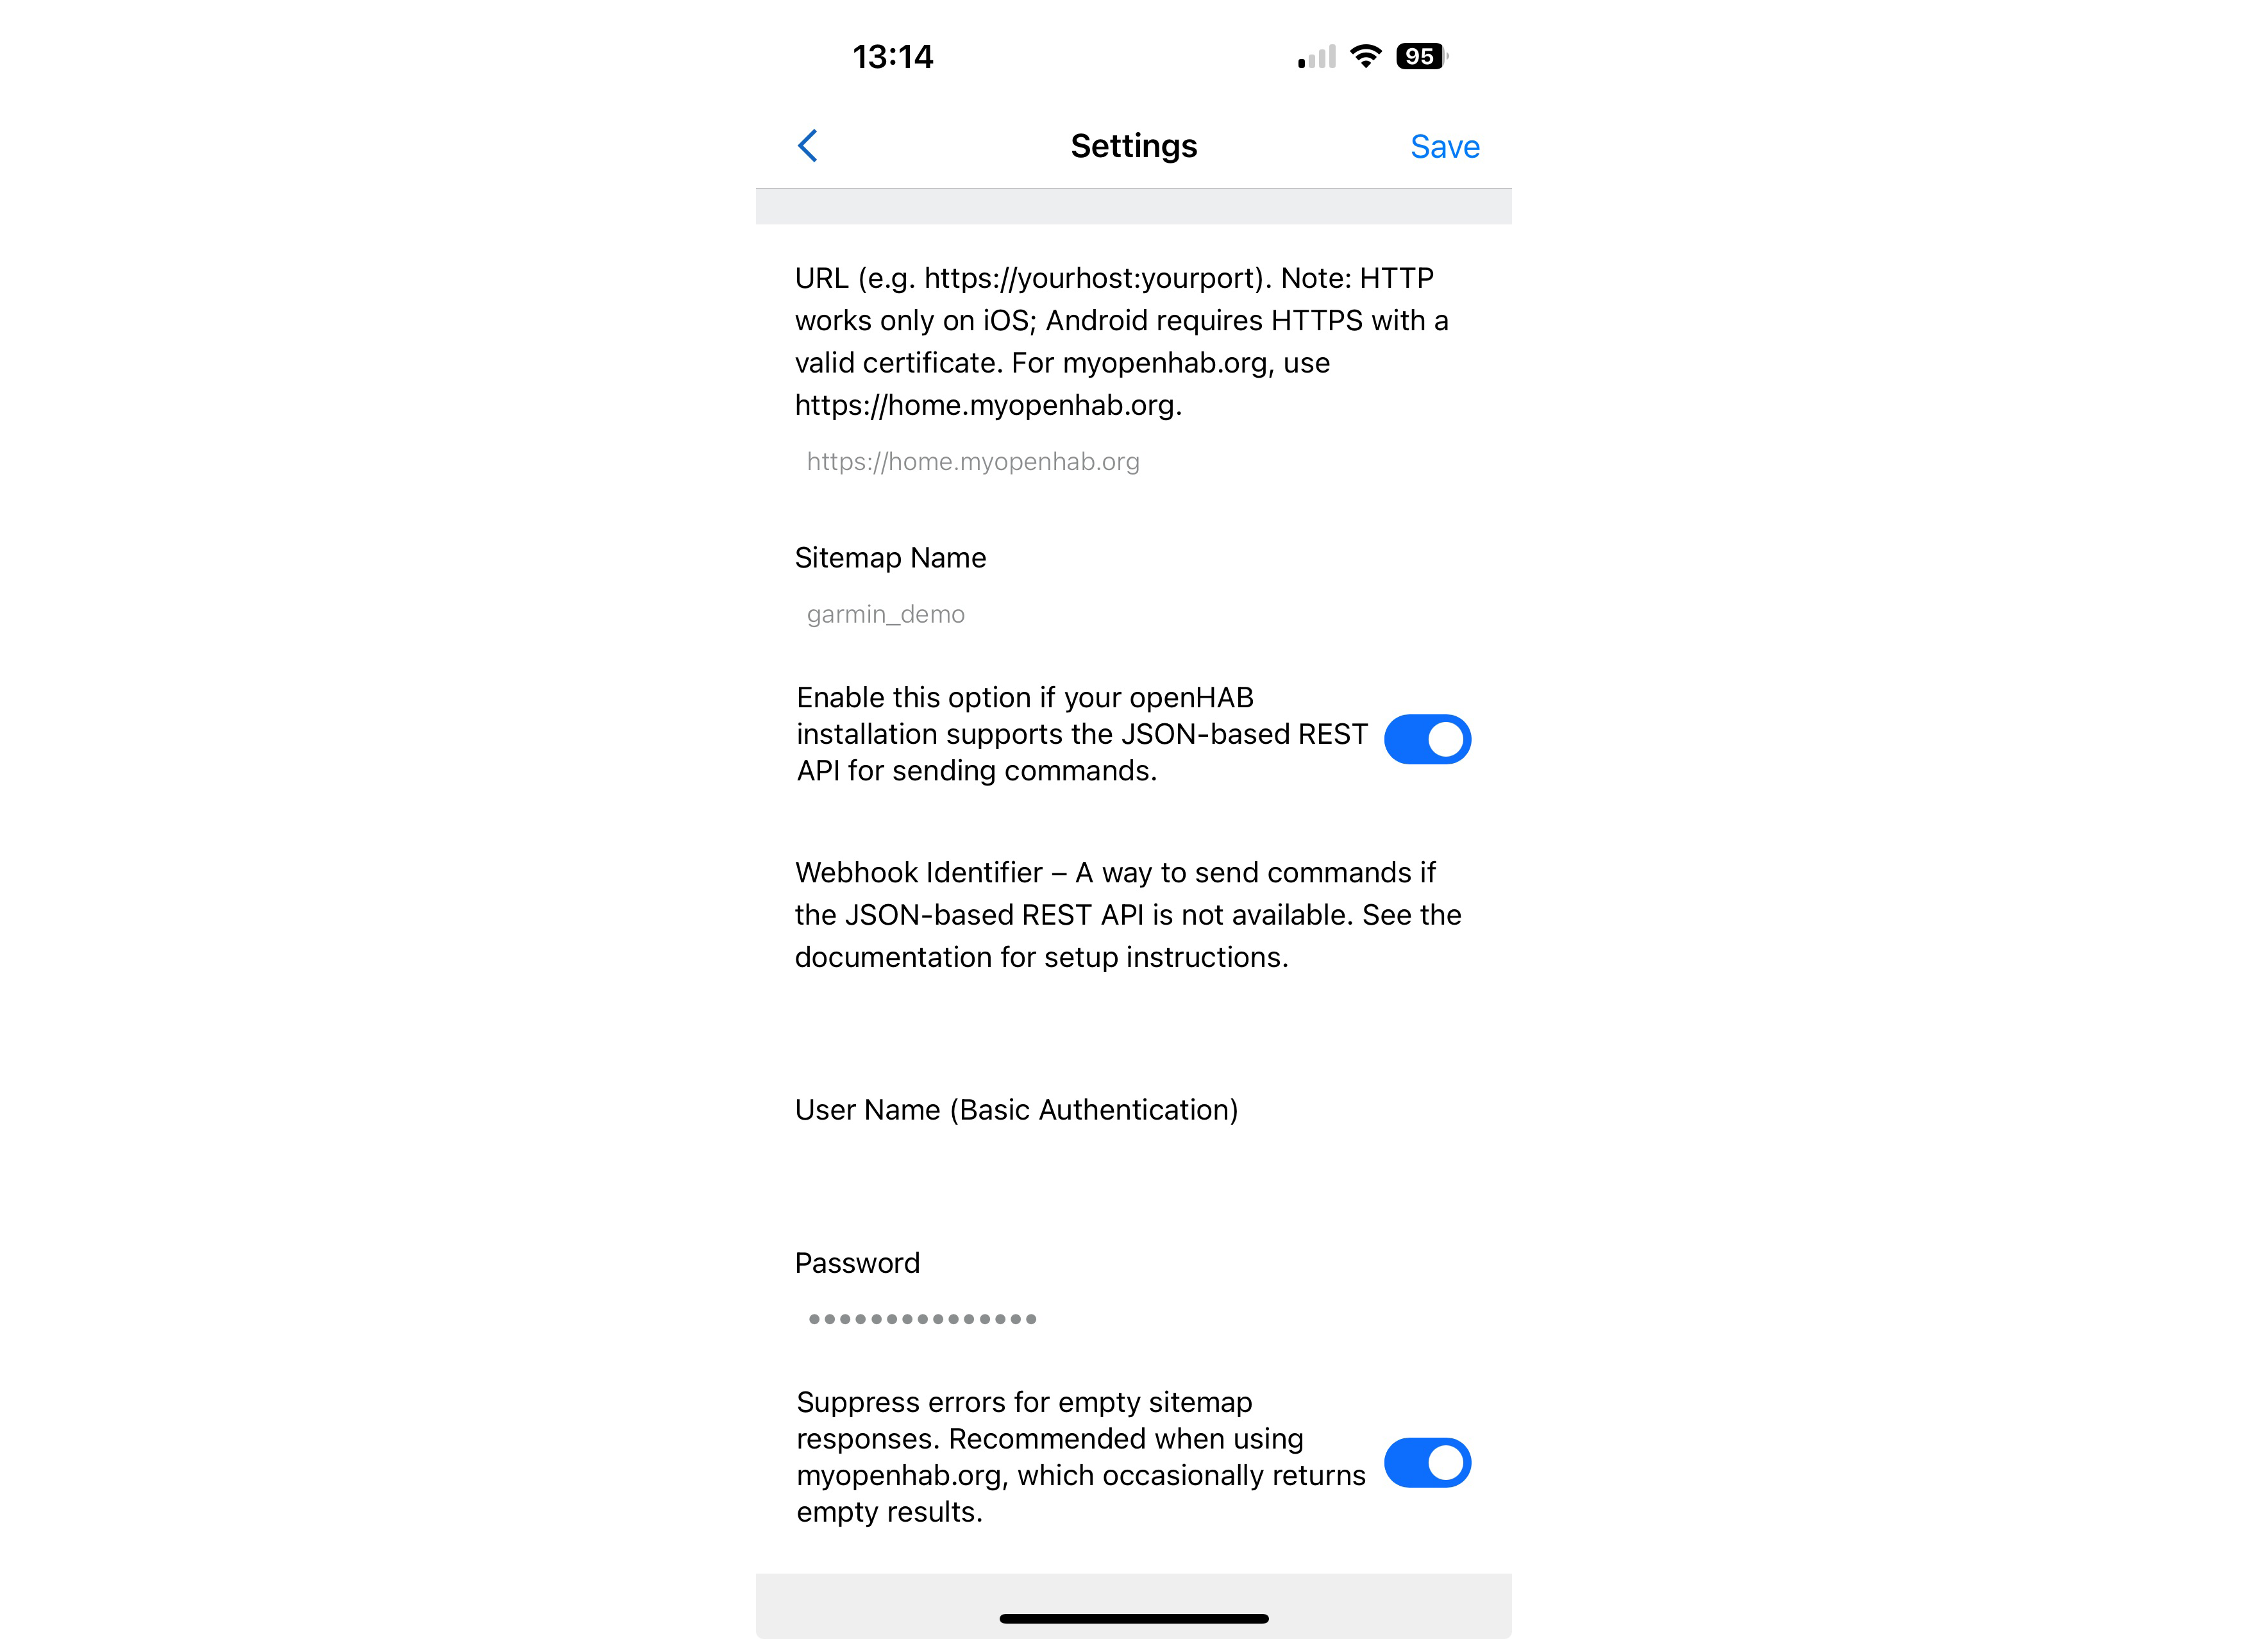 13:14
95
Settings
Save
URL (e.g. https://yourhost:yourport). Note: HTTP
works only on iOS; Android requires HTTPS with a
valid certificate. For myopenhab.org, use
https://home.myopenhab.org.
https://home.myopenhab.org
Sitemap Name
garmin_demo
Enable this option if your openHAB
installation supports the JSON-based REST
API for sending commands.
Webhook Identifier – A way to send commands if
the JSON-based REST API is not available. See the
documentation for setup instructions.
User Name (Basic Authentication)
Password
•••••••••••••••
Suppress errors for empty sitemap
responses. Recommended when using
myopenhab.org, which occasionally returns
empty results.